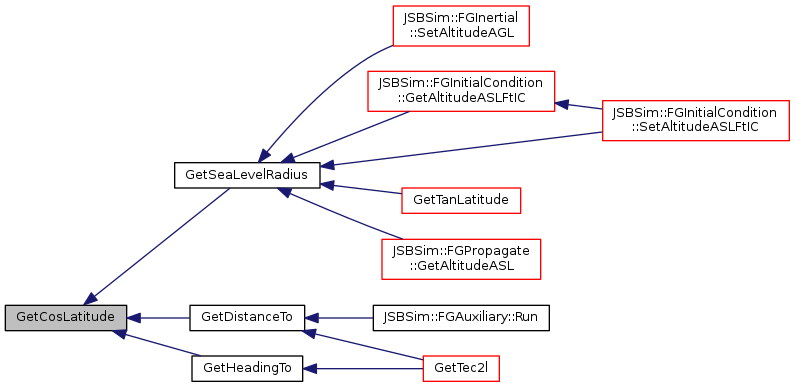 JSBSim::FGInertial
::SetAltitudeAGL
JSBSim::FGInitialCondition
::GetAltitudeASLFtIC
JSBSim::FGInitialCondition
::SetAltitudeASLFtIC
GetSeaLevelRadius
GetTanLatitude
JSBSim::FGPropagate
::GetAltitudeASL
GetCosLatitude
GetDistanceTo
JSBSim::FGAuxiliary::Run
GetHeadingTo
GetTec2l